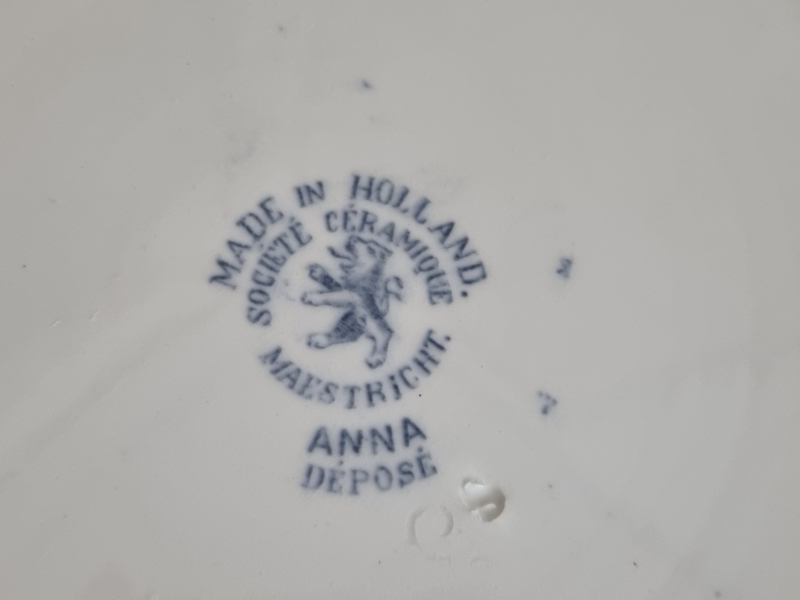 MADE IN HOLLAND.
SOCIÉTÉ CÉRAMIQUE
MAESTRICHT.
ANNA
DÉPOSÉ